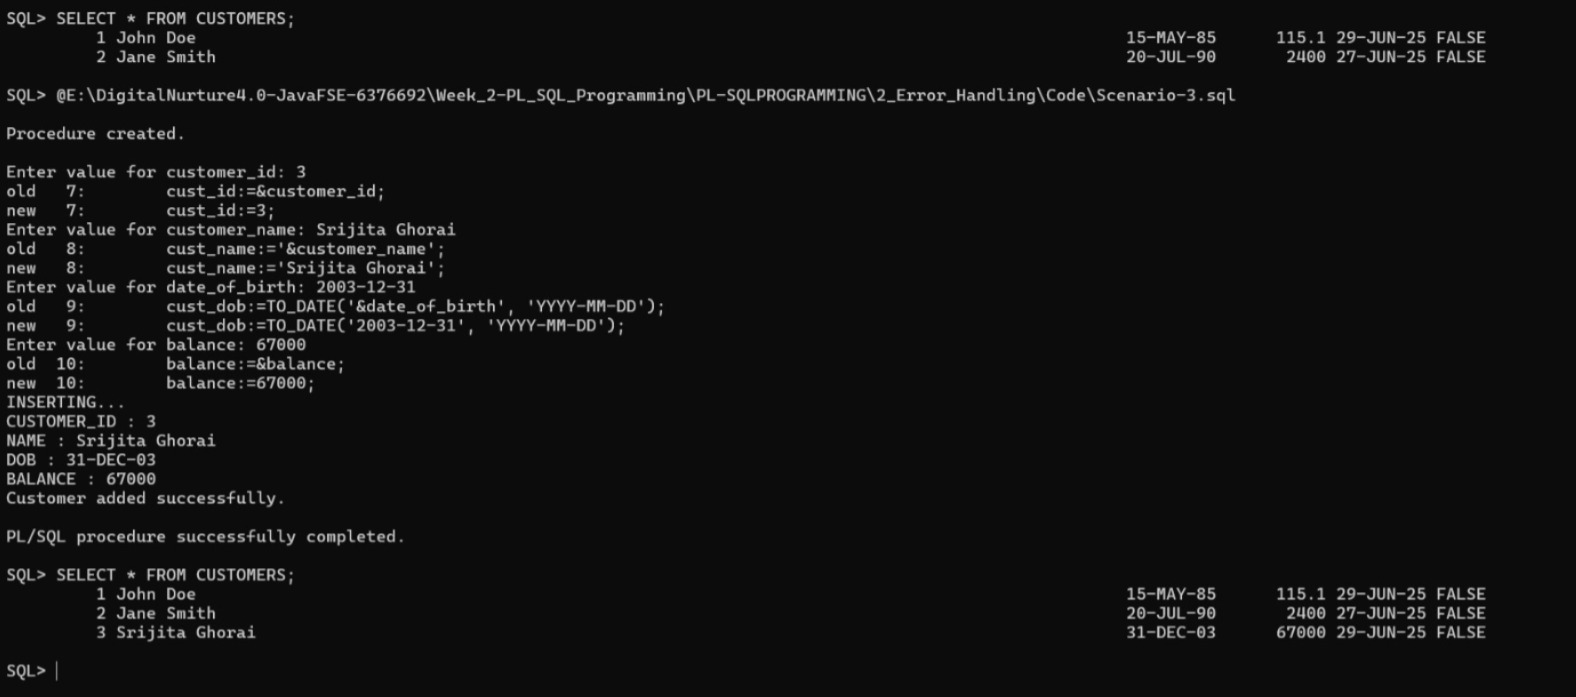 SQL> SELECT * FROM CUSTOMERS;
         1 John Doe                                                                                             15-MAY-85      115.1 29-JUN-25 FALSE
         2 Jane Smith                                                                                           20-JUL-90       2400 27-JUN-25 FALSE
SQL> @E:\DigitalNurture4.0-JavaFSE-6376692\Week_2-PL_SQL_Programming\PL-SQLPROGRAMMING\2_Error_Handling\Code\Scenario-3.sql
Procedure created.
Enter value for customer_id: 3
old   7:        cust_id:=&customer_id;
new   7:        cust_id:=3;
Enter value for customer_name: Srijita Ghorai
old   8:        cust_name:='&customer_name';
new   8:        cust_name:='Srijita Ghorai';
Enter value for date_of_birth: 2003-12-31
old   9:        cust_dob:=TO_DATE('&date_of_birth', 'YYYY-MM-DD');
new   9:        cust_dob:=TO_DATE('2003-12-31', 'YYYY-MM-DD');
Enter value for balance: 67000
old  10:        balance:=&balance;
new  10:        balance:=67000;
INSERTING...
CUSTOMER_ID : 3
NAME : Srijita Ghorai
DOB : 31-DEC-03
BALANCE : 67000
Customer added successfully.
PL/SQL procedure successfully completed.
SQL> SELECT * FROM CUSTOMERS;
         1 John Doe                                                                                             15-MAY-85      115.1 29-JUN-25 FALSE
         2 Jane Smith                                                                                           20-JUL-90       2400 27-JUN-25 FALSE
         3 Srijita Ghorai                                                                                       31-DEC-03      67000 29-JUN-25 FALSE
SQL>